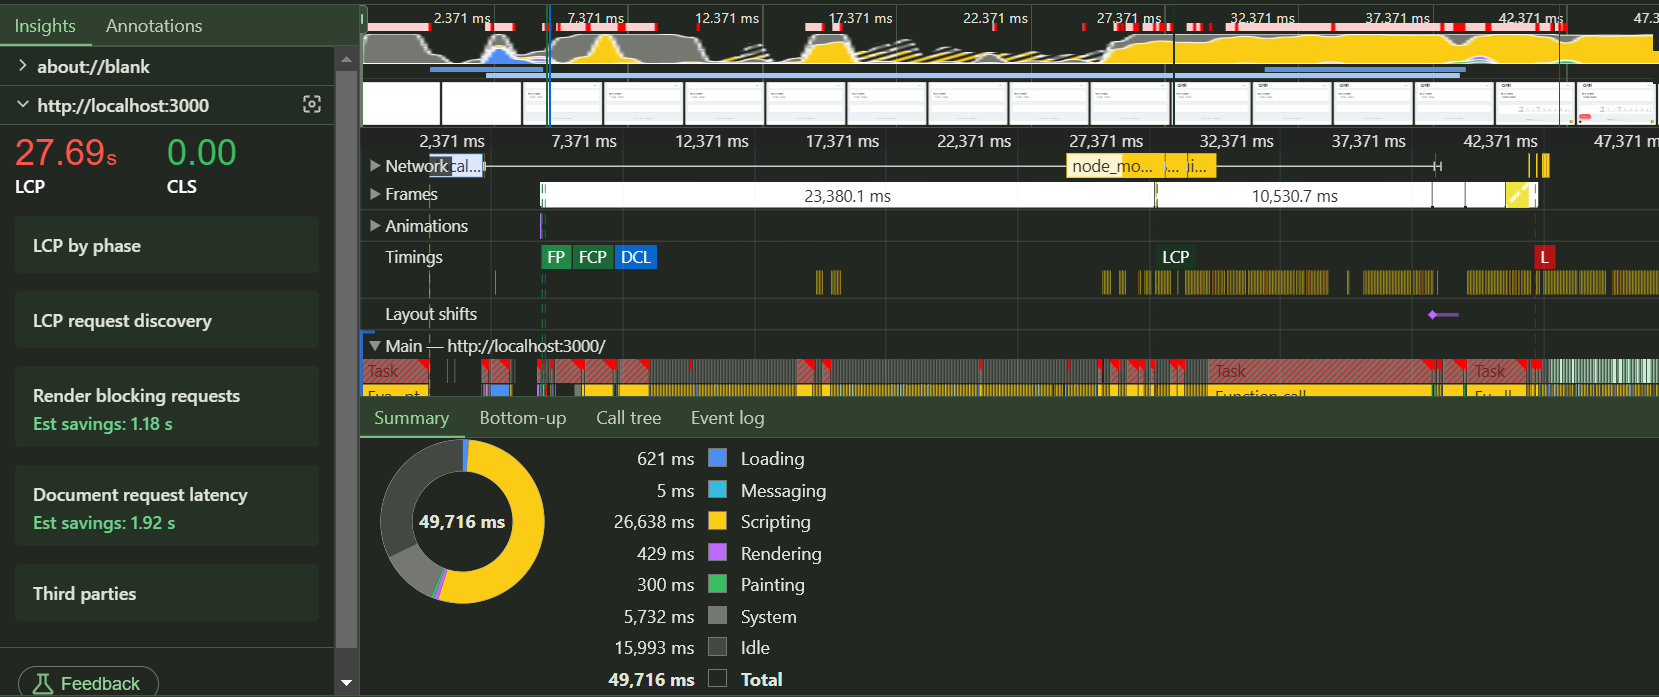 Insights Annotations
about://blank
http://localhost:3000
27.69s 0.00
LCP CLS
LCP by phase
LCP request discovery
Render blocking requests
Est savings: 1.18 s
Document request latency
Est savings: 1.92 s
Third parties
Feedback
2.371 ms 7,371 ms 12.371 ms 17,371 ms 22,371 ms 27,371 ms 32,371 ms 37,371 ms 42,371 ms 47.3
2,371 ms 7,371 ms 12,371 ms 17,371 ms 22,371 ms 27,371 ms 32,371 ms 37,371 ms 42,371 ms 47,371 m
Network cal... node_mo... ... i...
Frames 23,380.1 ms 10,530.7 ms
Animations
Timings FP FCP DCL LCP L
Layout shifts
Main — http://localhost:3000/
Task Task Task
Function call
Summary Bottom-up Call tree Event log
49,716 ms
621 ms Loading
5 ms Messaging
26,638 ms Scripting
429 ms Rendering
300 ms Painting
5,732 ms System
15,993 ms Idle
49,716 ms Total